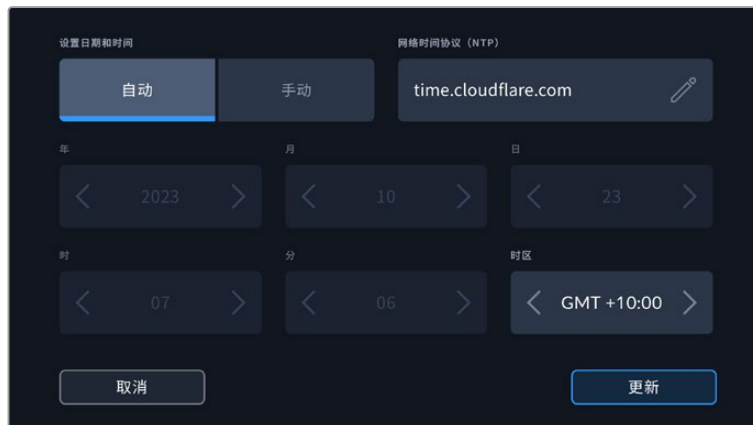 设置日期和时间 网络时间协议（NTP）
自动 手动 time.cloudflare.com
年 月 日
2023 10 23
时 分 时区
07 06 GMT +10:00
取消 更新